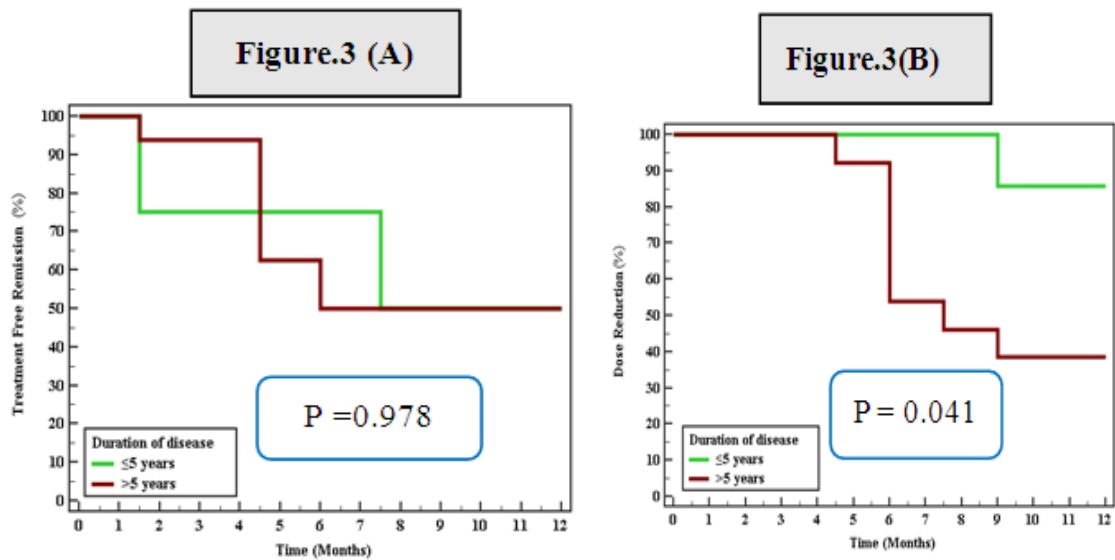 Figure.3 (A)
Treatment Free Remission (%)
100
90
80
70
60
50
40
30
20
10
0
P =0.978
Duration of disease
≤5 years
>5 years
0 1 2 3 4 5 6 7 8 9 10 11 12
Time (Months)
Figure.3(B)
Dose Reduction (%)
100
90
80
70
60
50
40
30
20
10
0
P = 0.041
Duration of disease
≤5 years
>5 years
0 1 2 3 4 5 6 7 8 9 10 11 12
Time (Months)